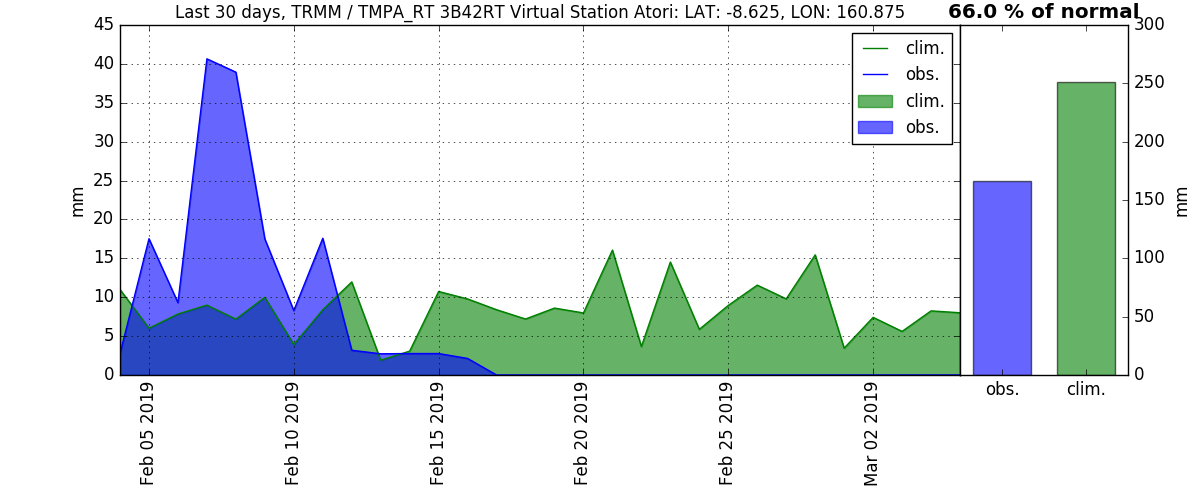 Last 30 days, TRMM / TMPA_RT 3B42RT Virtual Station Atori: LAT: -8.625, LON: 160.875
66.0 % of normal
45
40
35
30
25
20
15
10
5
0
mm
clim.
obs.
clim.
obs.
300
250
200
150
100
50
0
mm
obs.
clim.
Feb 05 2019
Feb 10 2019
Feb 15 2019
Feb 20 2019
Feb 25 2019
Mar 02 2019